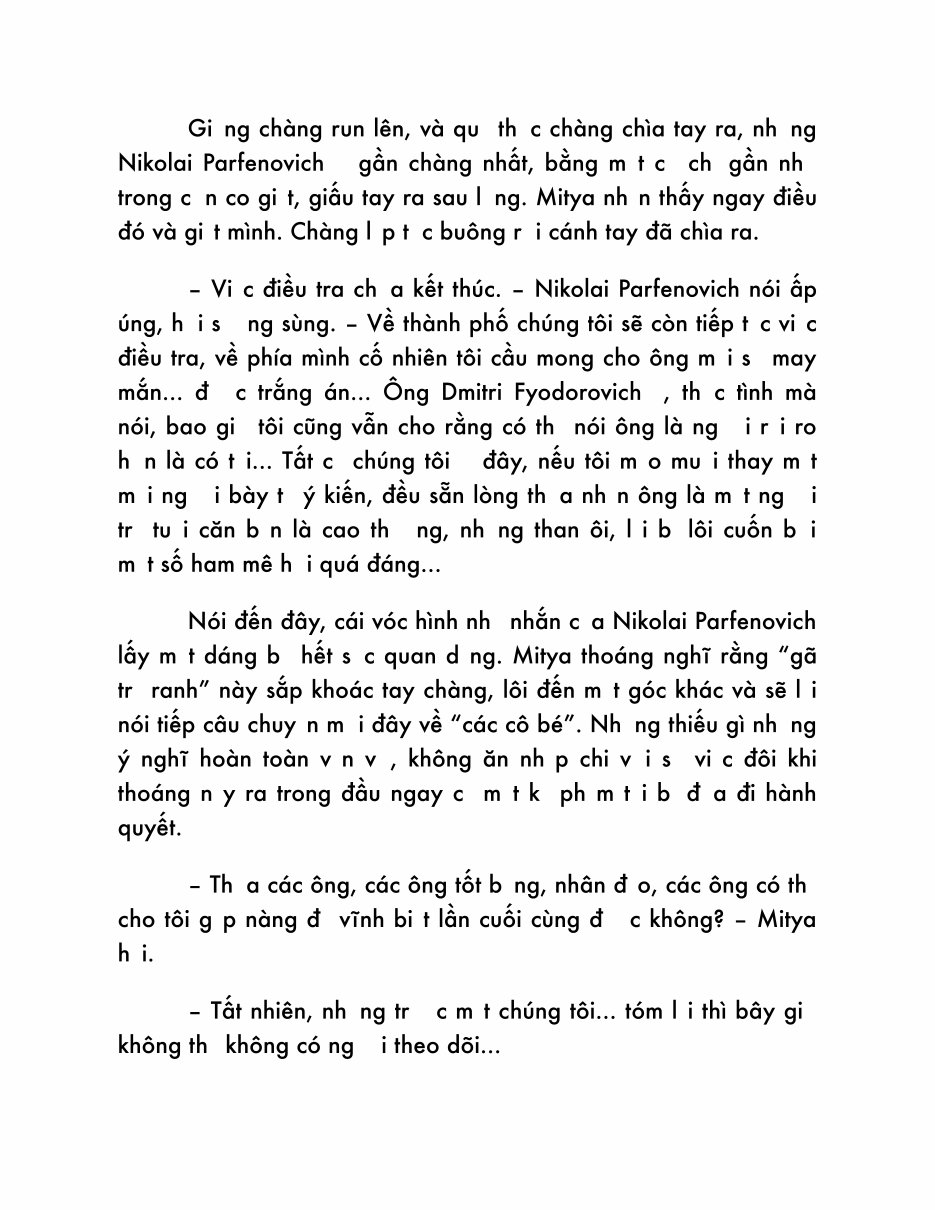 Gi ng chàng run lên, và qu th c chàng chìa tay ra, nh ng
Nikolai Parfenovich gần chàng nhất, bằng m t c ch gần nh
trong c n co gi t, giấu tay ra sau l ng. Mitya nh n thấy ngay điều
đó và gi t mình. Chàng l p t c buông r i cánh tay đã chìa ra.
– Vi c điều tra ch a kết thúc. – Nikolai Parfenovich nói ấp
úng, h i s ng sùng. – Về thành phố chúng tôi sẽ còn tiếp t c vi c
điều tra, về phía mình cố nhiên tôi cầu mong cho ông m i s may
mắn... đ c trắng án... Ông Dmitri Fyodorovich , th c tình mà
nói, bao gi tôi cũng vẫn cho rằng có th nói ông là ng i r i ro
h n là có t i... Tất c chúng tôi đây, nếu tôi m o mu i thay m t
m i ng i bày t ý kiến, đều sẵn lòng th a nh n ông là m t ng i
tr tu i căn b n là cao th ng, nh ng than ôi, l i b lôi cuốn b i
m t số ham mê h i quá đáng...
Nói đến đây, cái vóc hình nh nhắn c a Nikolai Parfenovich
lấy m t dáng b hết s c quan d ng. Mitya thoáng nghĩ rằng “gã
tr ranh” này sắp khoác tay chàng, lôi đến m t góc khác và sẽ l i
nói tiếp câu chuy n m i đây về “các cô bé”. Nh ng thiếu gì nh ng
ý nghĩ hoàn toàn v n v , không ăn nh p chi v i s vi c đôi khi
thoáng n y ra trong đầu ngay c m t k ph m t i b đ a đi hành
quyết.
– Th a các ông, các ông tốt b ng, nhân đ o, các ông có th
cho tôi g p nàng đ vĩnh bi t lần cuối cùng đ c không? – Mitya
h i.
– Tất nhiên, nh ng tr c m t chúng tôi... tóm l i thì bây gi
không th không có ng i theo dõi...